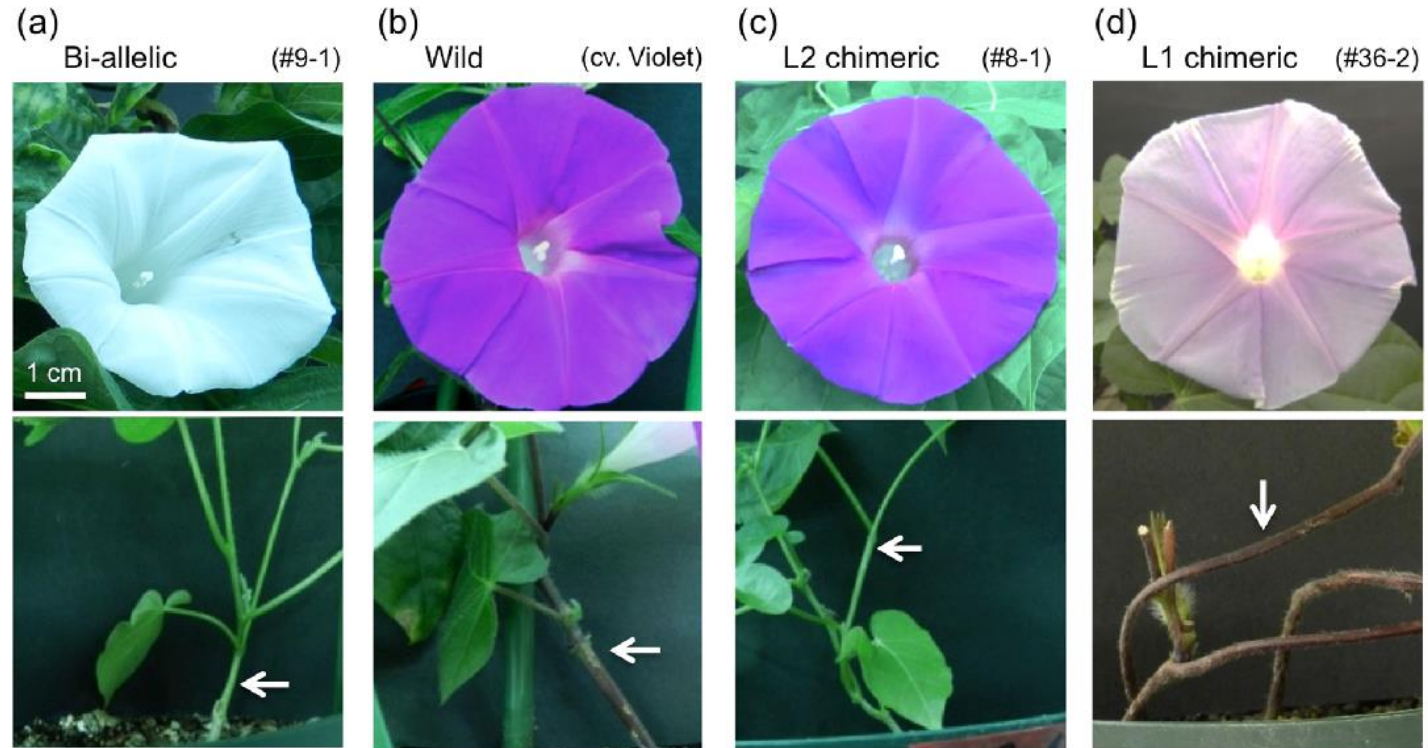 (a)
Bi-allelic (#9-1)
(b)
Wild (cv. Violet)
(c)
L2 chimeric (#8-1)
(d)
L1 chimeric (#36-2)
1 cm